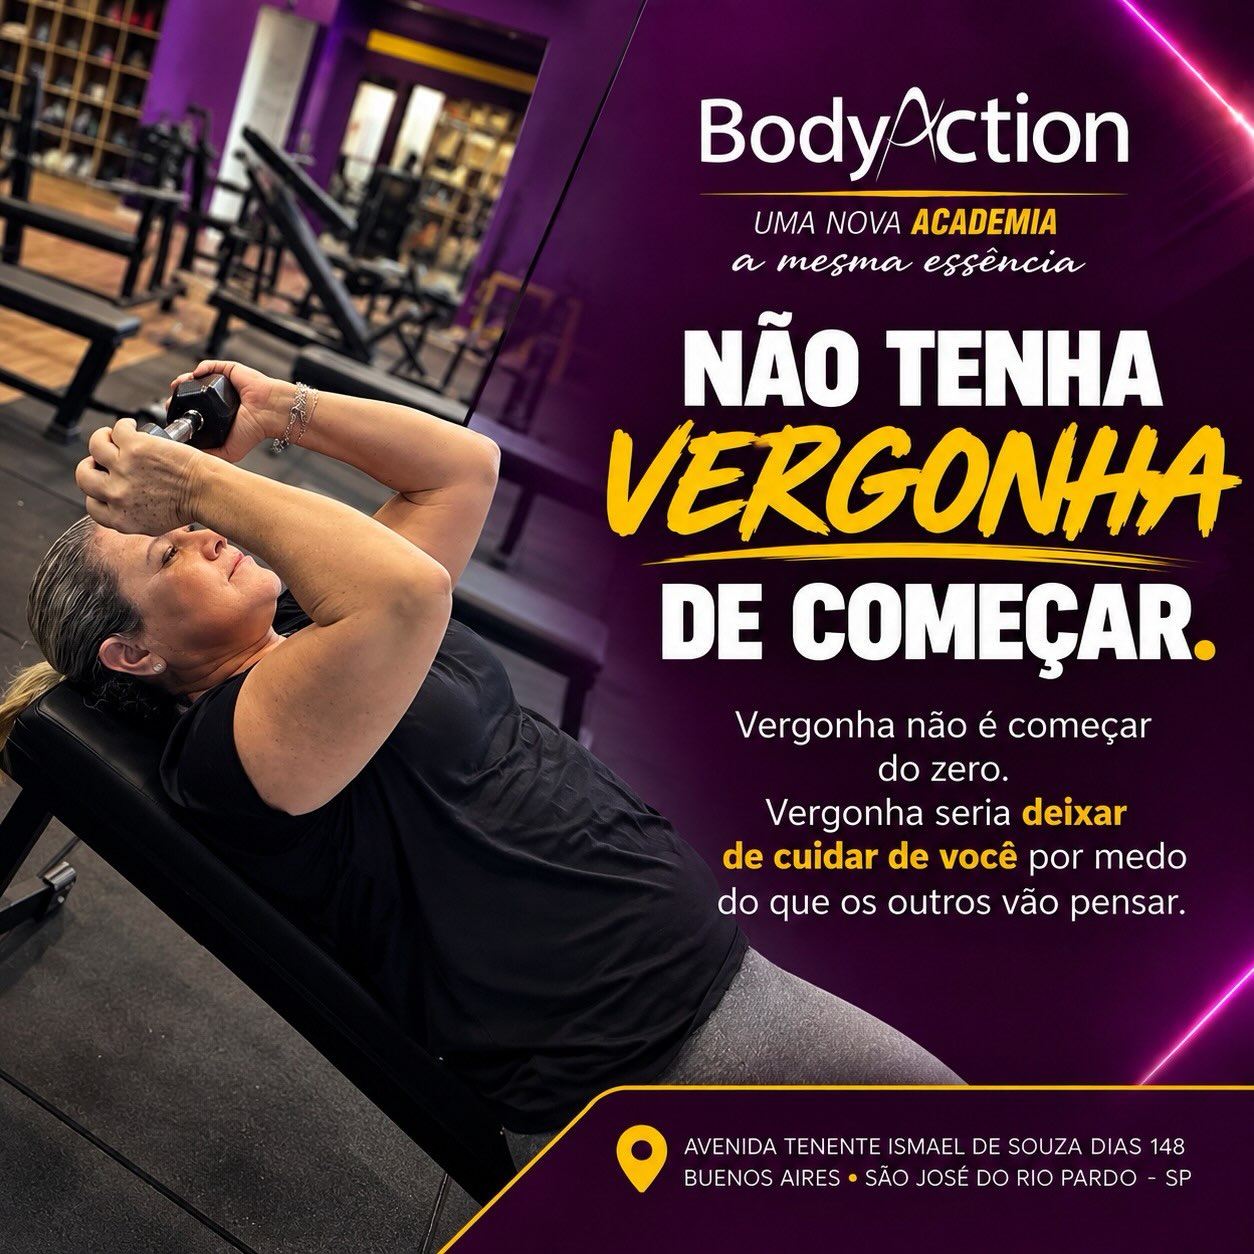 BodyAction
UMA NOVA ACADEMIA
a mesma essência
NÃO TENHA
VERGONHA
DE COMEÇAR.
Vergonha não é começar
do zero.
Vergonha seria deixar
de cuidar de você por medo
do que os outros vão pensar.
AVENIDA TENENTE ISMAEL DE SOUZA DIAS 148
BUENOS AIRES • SÃO JOSÉ DO RIO PARDO - SP